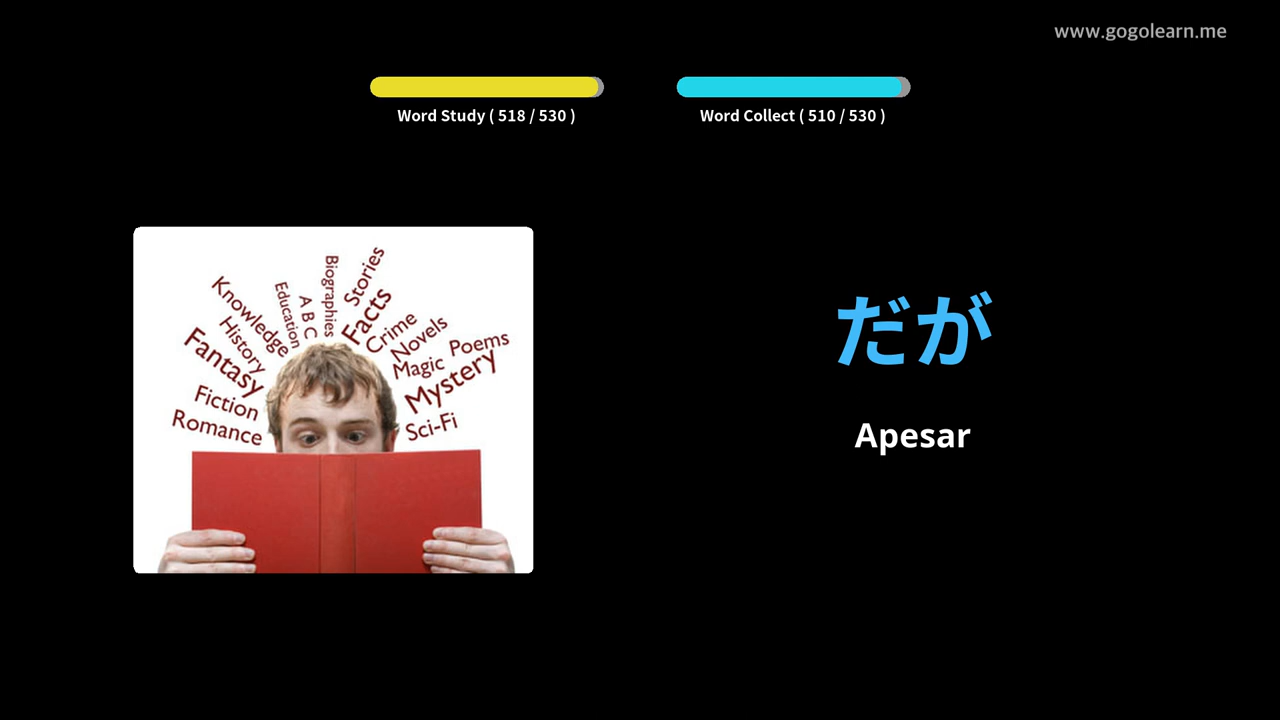 www.gogolearn.me
Word Study ( 518 / 530 )
Word Collect ( 510 / 530 )
Biographies
Stories
Education
A B C
Facts
Knowledge
Crime
History
Novels
Fantasy
Magic
Poems
Mystery
Fiction
Romance
Sci-Fi
だが
Apesar